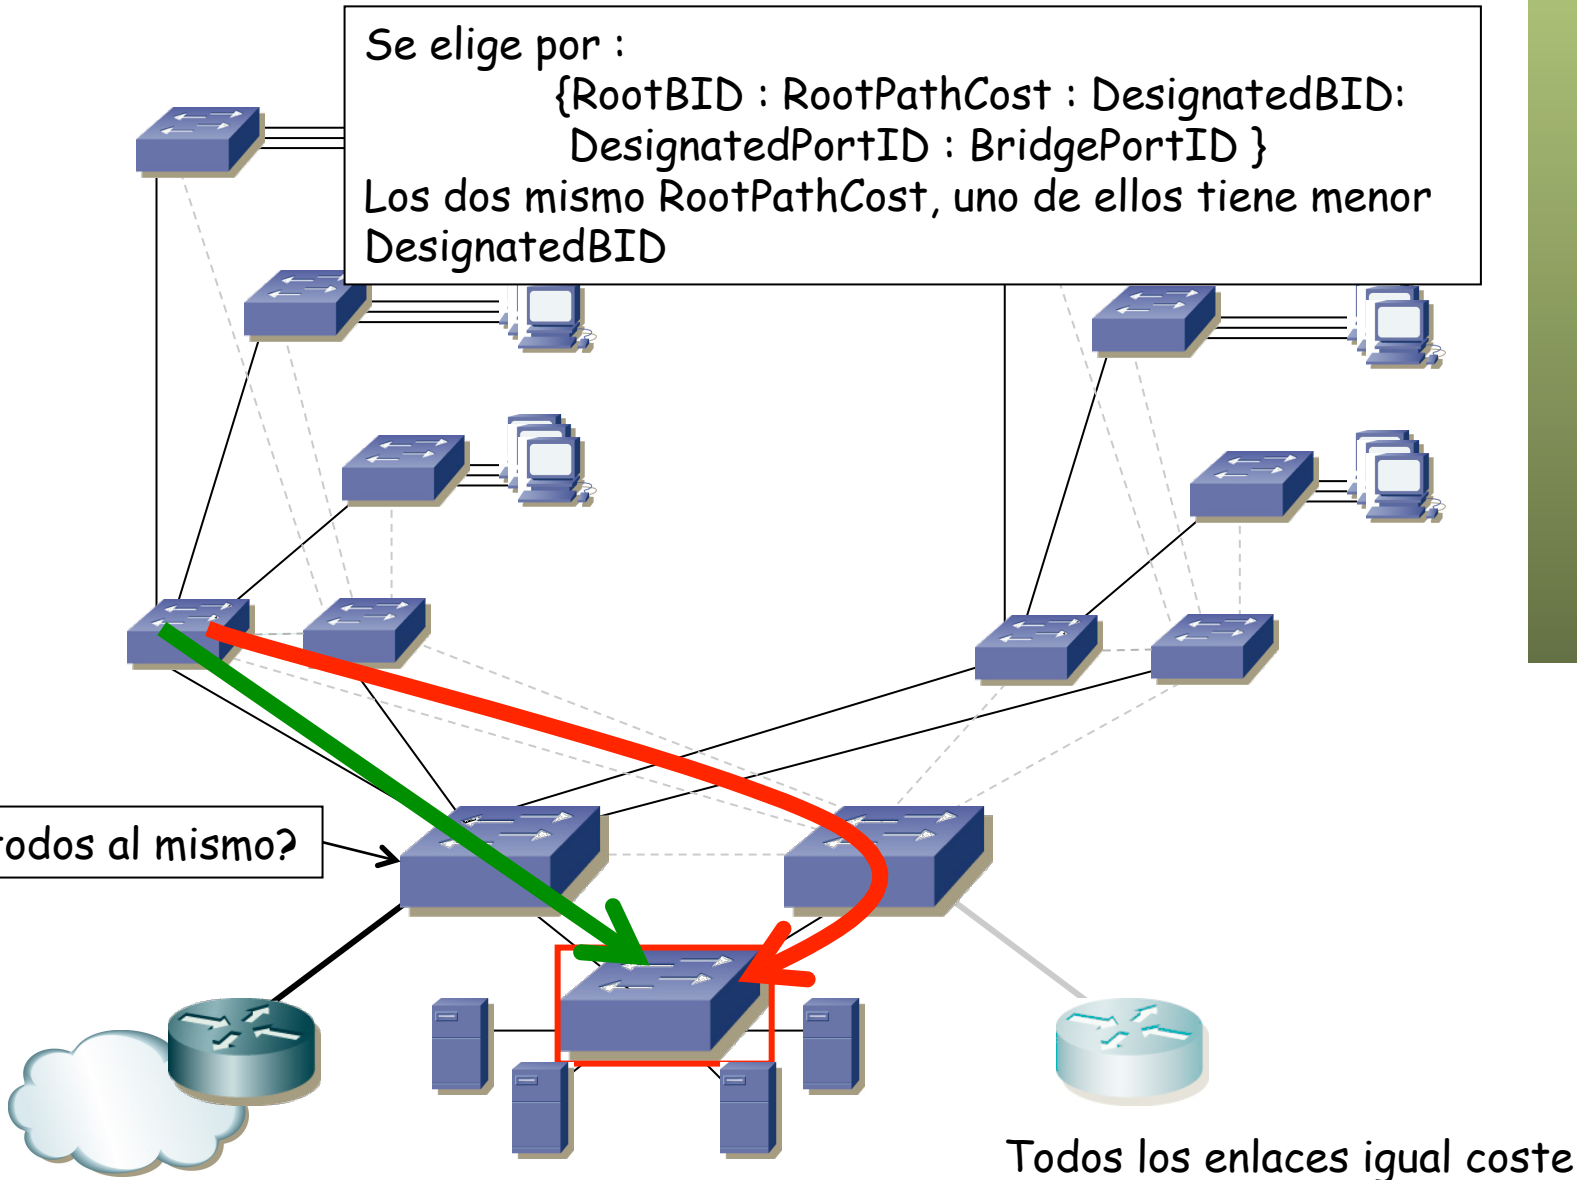 Se elige por :
{RootBID : RootPathCost : DesignatedBID:
DesignatedPortID : BridgePortID }
Los dos mismo RootPathCost, uno de ellos tiene menor
DesignatedBID
al mismo?
Todos los enlaces igual coste